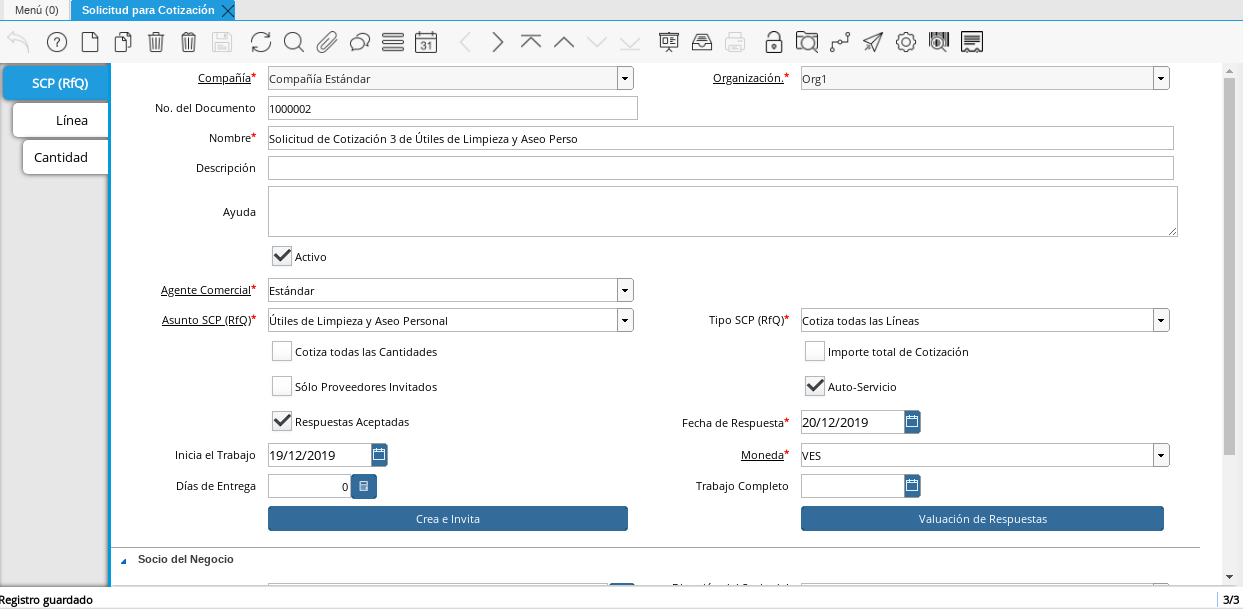 Menú (0) Solicitud para Cotización
31
SCP (RfQ)
Línea
Cantidad
Compañía* Compañía Estándar Organización.* Org1
No. del Documento 1000002
Nombre* Solicitud de Cotización 3 de Útiles de Limpieza y Aseo Perso
Descripción
Ayuda
Activo
Agente Comercial* Estándar
Asunto SCP (RfQ)* Útiles de Limpieza y Aseo Personal Tipo SCP (RfQ)* Cotiza todas las Líneas
Cotiza todas las Cantidades Importe total de Cotización
Sólo Proveedores Invitados Auto-Servicio
Respuestas Aceptadas Fecha de Respuesta* 20/12/2019
Inicia el Trabajo 19/12/2019 Moneda* VES
Días de Entrega 0 Trabajo Completo
Crea e Invita Valuación de Respuestas
Socio del Negocio
Registro guardado 3/3